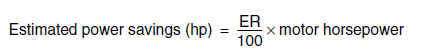 Estimated power savings (hp) = ER/100 × motor horsepower